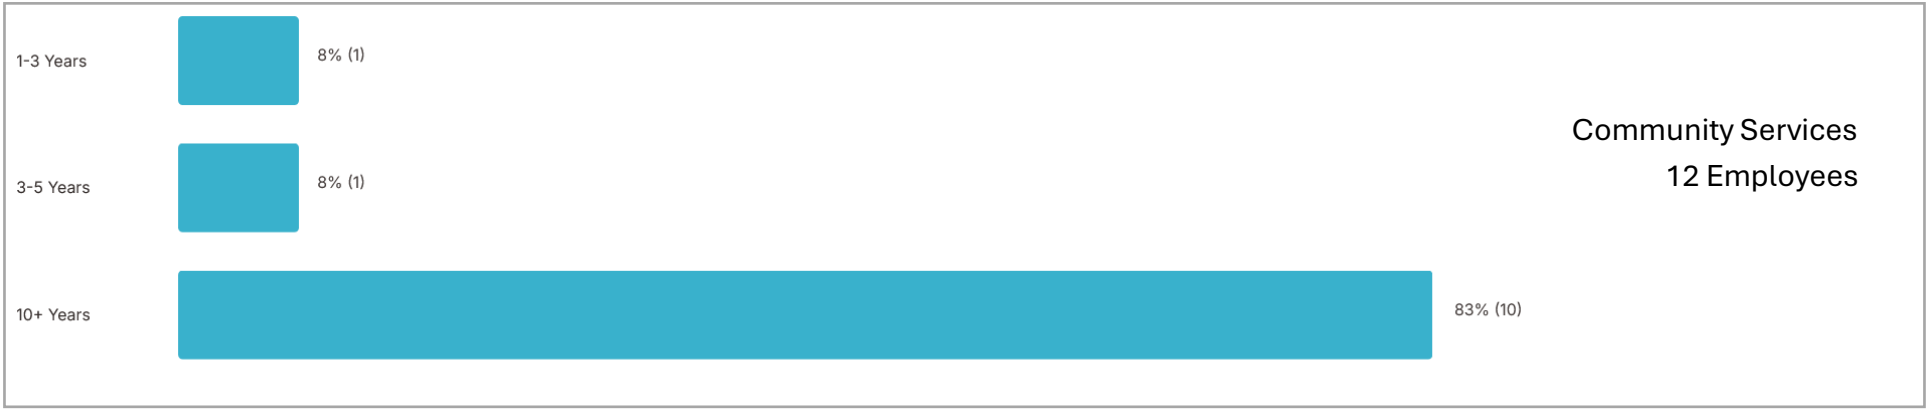 1-3 Years
8% (1)
3-5 Years
8% (1)
10+ Years
83% (10)
Community Services
12 Employees